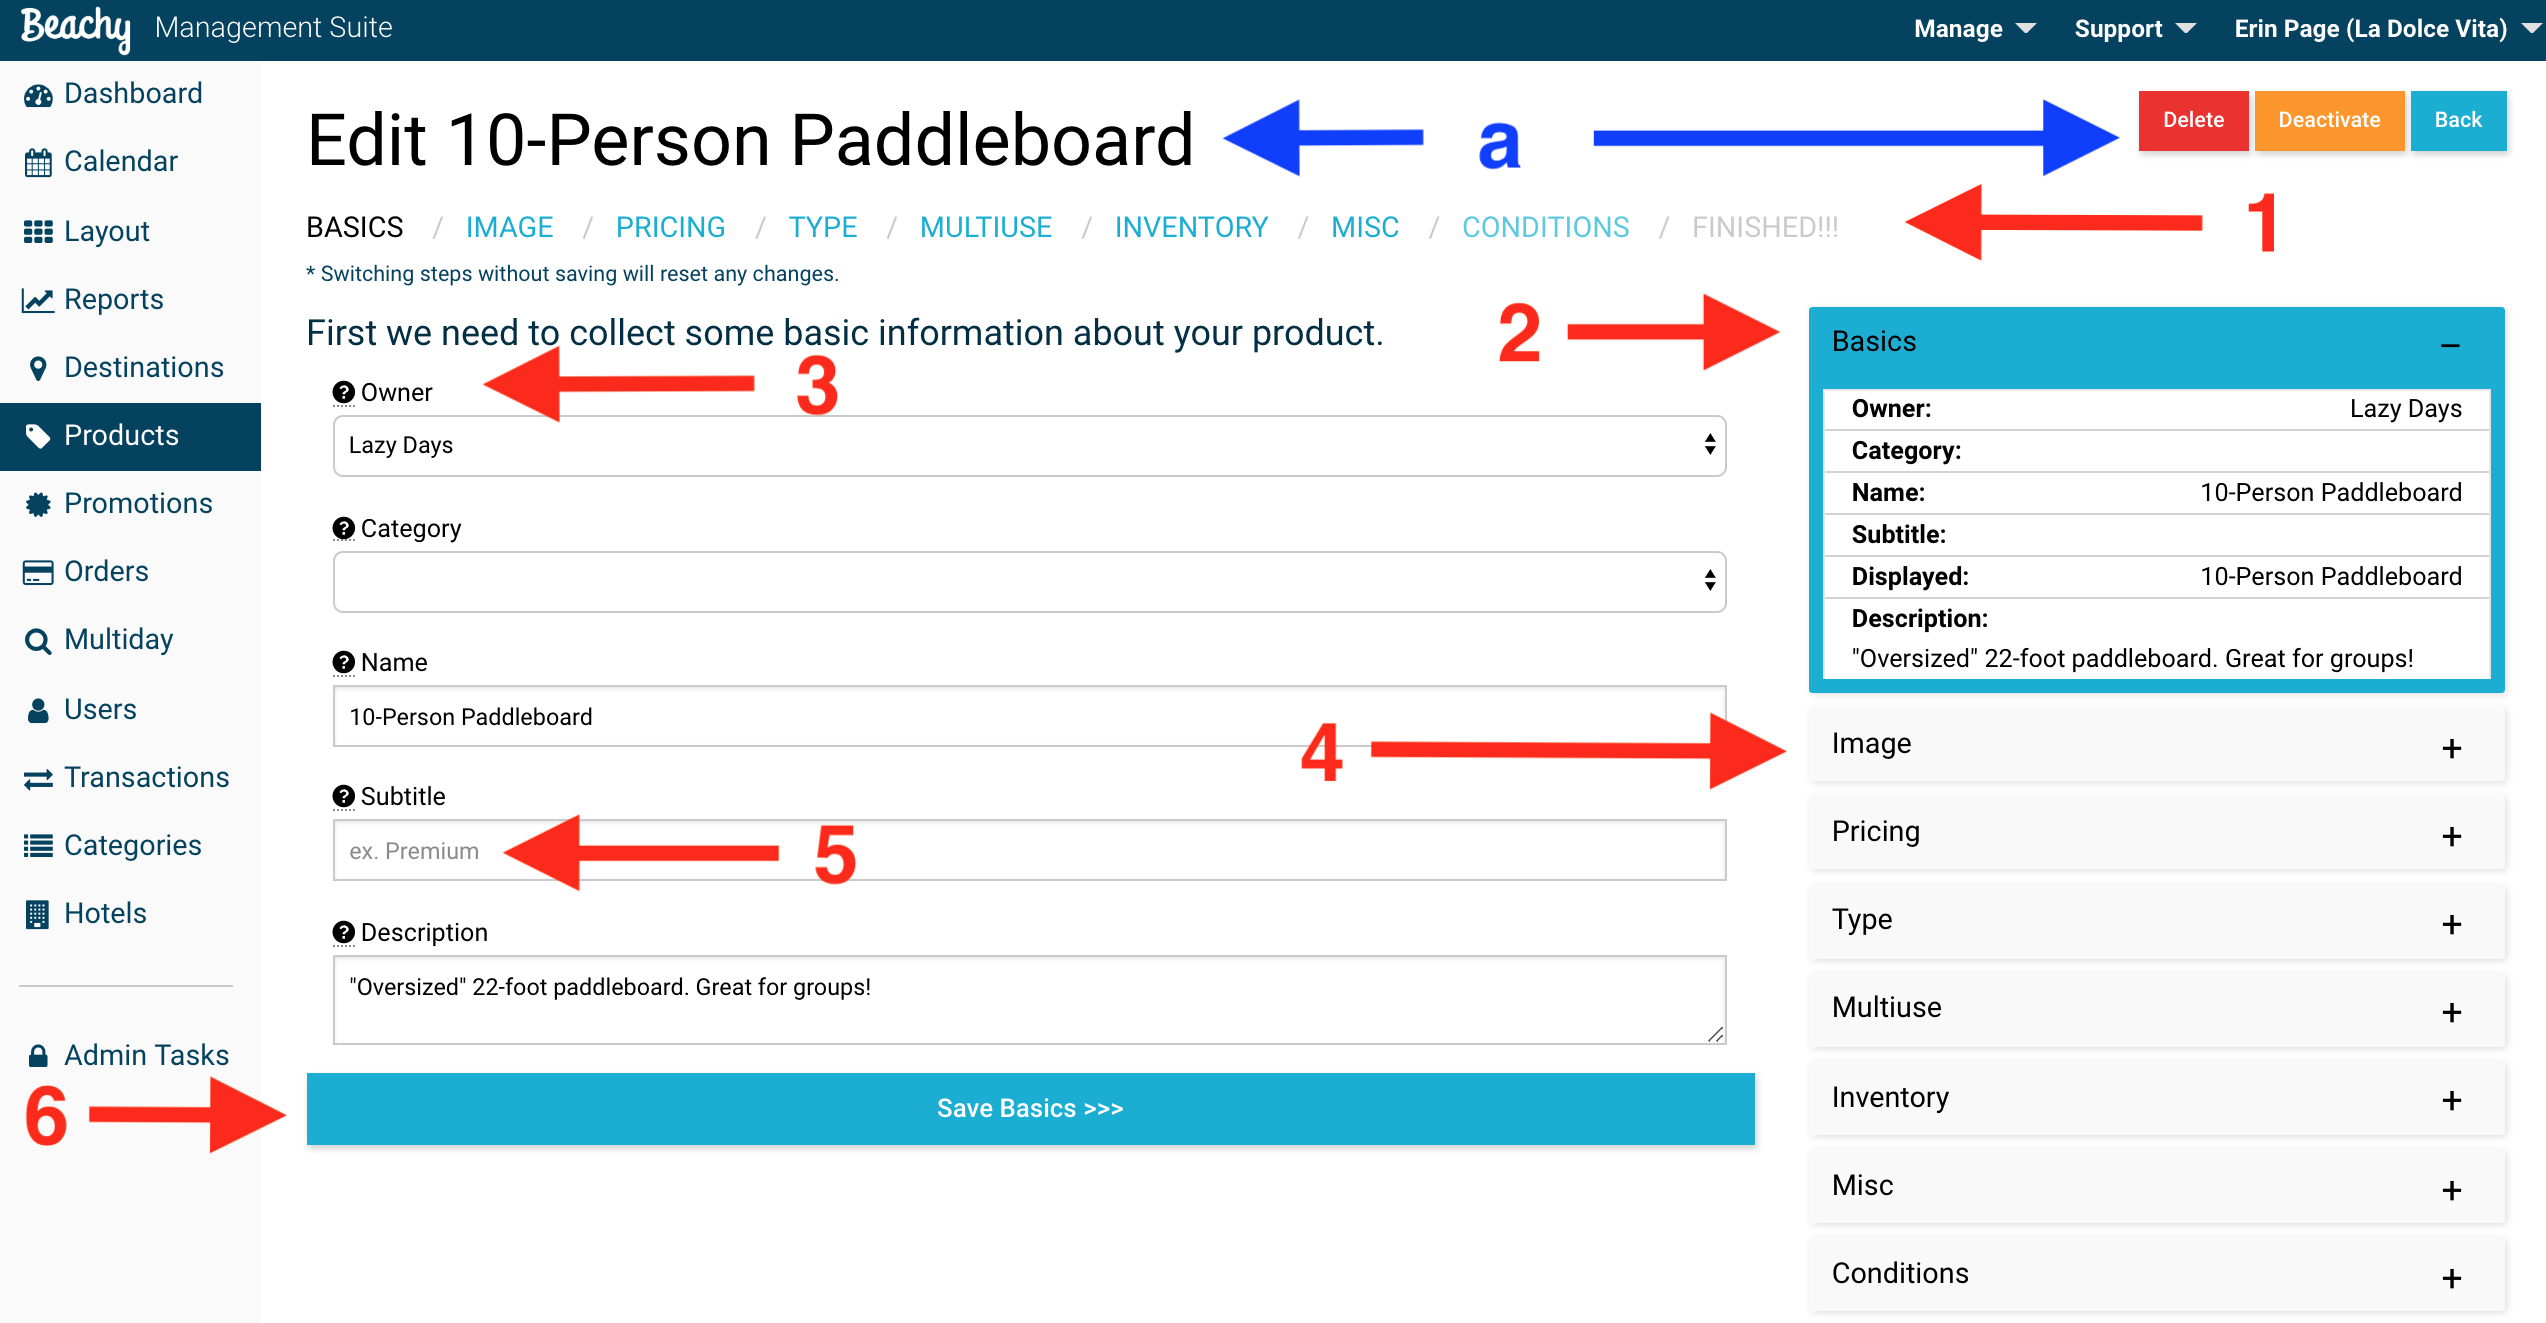 Beachy Management Suite Manage Support Erin Page (La Dolce Vita)
Dashboard
Calendar
Layout
Reports
Destinations
Products
Promotions
Orders
Multiday
Users
Transactions
Categories
Hotels
Admin Tasks
6
Edit 10-Person Paddleboard a Delete Deactivate Back
BASICS / IMAGE / PRICING / TYPE / MULTIUSE / INVENTORY / MISC / CONDITIONS / FINISHED!!! 1
* Switching steps without saving will reset any changes.
First we need to collect some basic information about your product. 2
? Owner 3
Lazy Days
? Category
? Name
10-Person Paddleboard
4
? Subtitle
ex. Premium 5
? Description
"Oversized" 22-foot paddleboard. Great for groups!
Save Basics >>>
Basics –
Owner: Lazy Days
Category:
Name: 10-Person Paddleboard
Subtitle:
Displayed: 10-Person Paddleboard
Description:
"Oversized" 22-foot paddleboard. Great for groups!
Image +
Pricing +
Type +
Multiuse +
Inventory +
Misc +
Conditions +